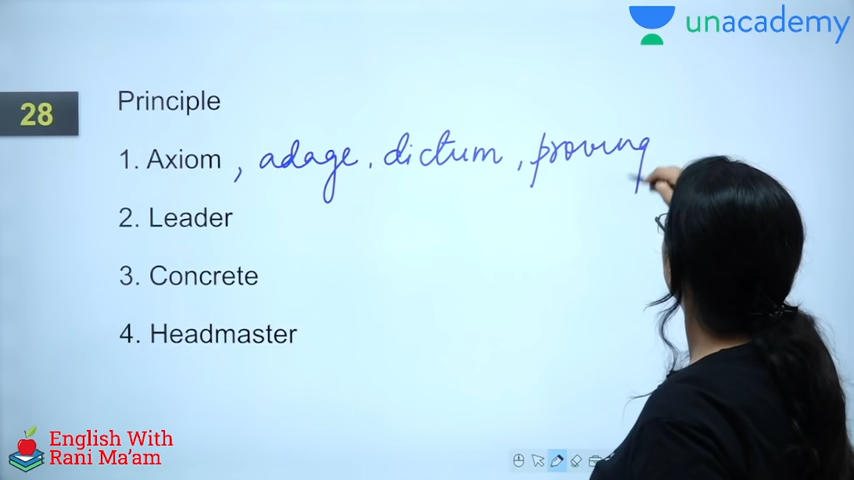 unacademy
28
Principle
1. Axiom , adage, dictum, proving
2. Leader
3. Concrete
4. Headmaster
English With
Rani Ma'am